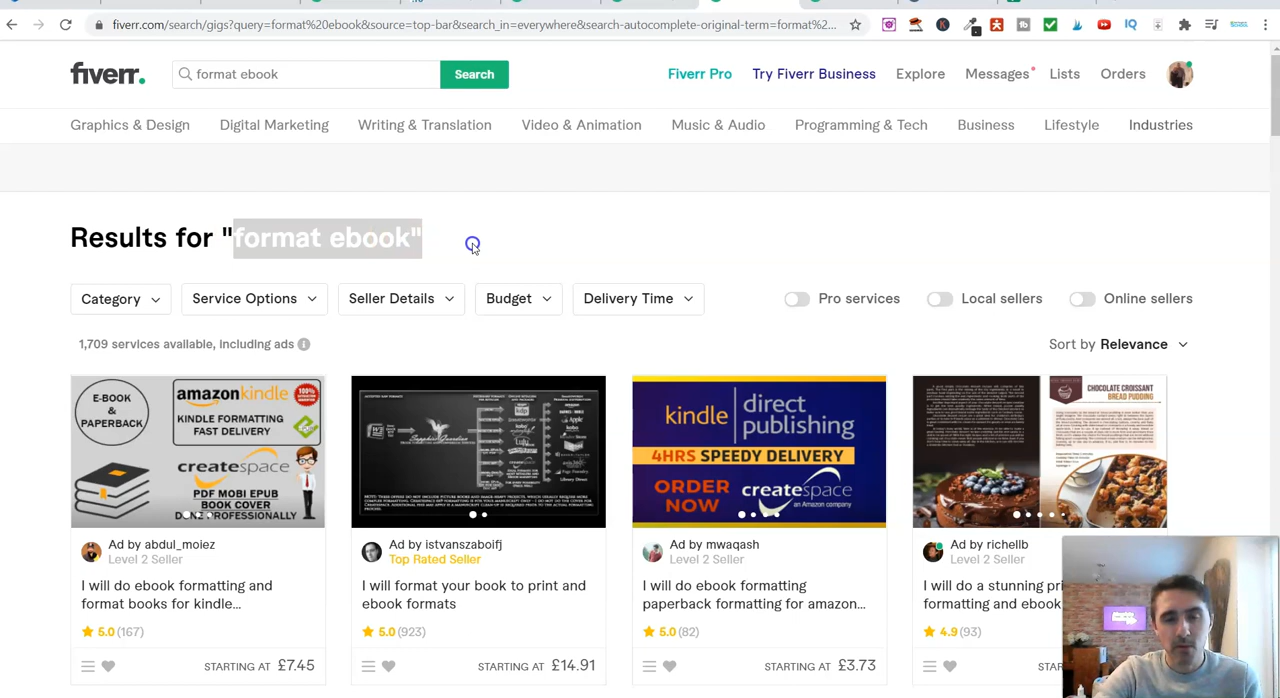 fiverr.com/search/gigs?query=format%20ebook&source=top-bar&search_in=everywhere&search-autocomplete-original-term=format%2...
fiverr.
format ebook
Search
Fiverr Pro
Try Fiverr Business
Explore
Messages
Lists
Orders
Graphics & Design
Digital Marketing
Writing & Translation
Video & Animation
Music & Audio
Programming & Tech
Business
Lifestyle
Industries
Results for "format ebook"
Category
Service Options
Seller Details
Budget
Delivery Time
Pro services
Local sellers
Online sellers
1,709 services available, including ads
Sort by Relevance
E-BOOK
&
PAPERBACK
amazonkindle
KINDLE FORMATTING
FAST DELIVERY
createspace
PDF MOBI EPUB
BOOK COVER
100%
kindle direct publishing
4HRS SPEEDY DELIVERY
ORDER NOW
createspace
an Amazon company
CHOCOLATE CROISSANT
BREAD PUDDING
Ad by abdul_moiez
Level 2 Seller
I will do ebook formatting and
format books for kindle...
5.0 (167)
STARTING AT £7.45
Ad by istvanszaboifj
Top Rated Seller
I will format your book to print and
ebook formats
5.0 (923)
STARTING AT £14.91
Ad by mwaqash
Level 2 Seller
I will do ebook formatting
paperback formatting for amazon...
5.0 (82)
STARTING AT £3.73
Ad by richellb
Level 2 Seller
I will do a stunning pri
formatting and ebook
4.9 (93)
STAR